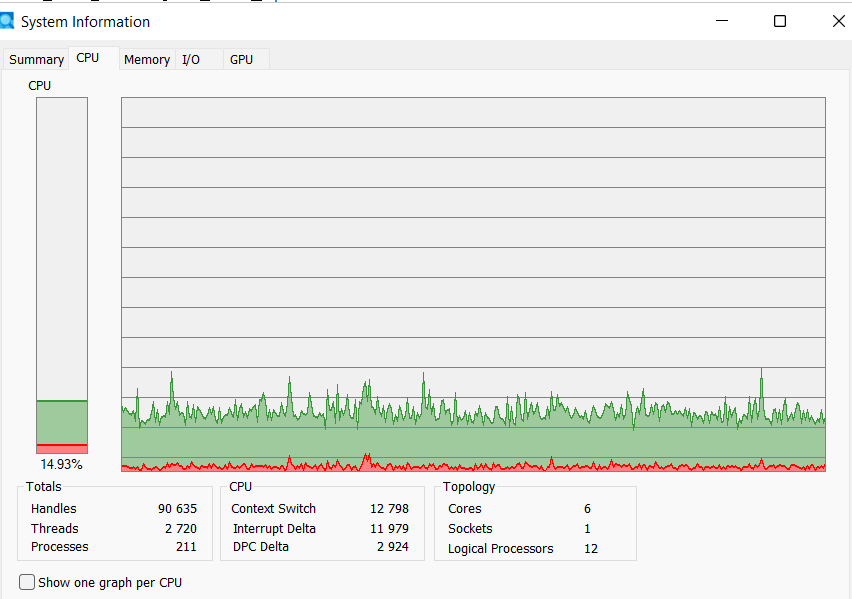 System Information
Summary CPU Memory I/O GPU
CPU
14.93%
Totals
Handles 90 635
Threads 2 720
Processes 211
CPU
Context Switch 12 798
Interrupt Delta 11 979
DPC Delta 2 924
Topology
Cores 6
Sockets 1
Logical Processors 12
Show one graph per CPU